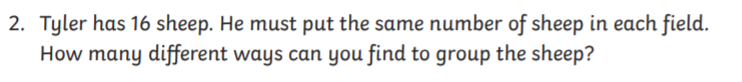 2. Tyler has 16 sheep. He must put the same number of sheep in each field.
How many different ways can you find to group the sheep?